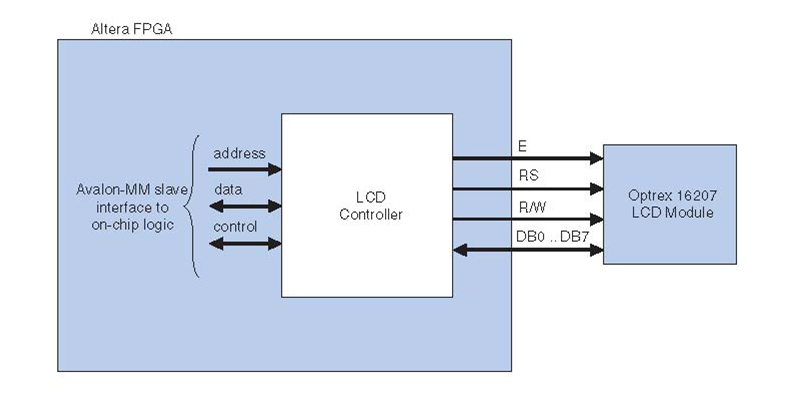 Altera FPGA
address
data
control
Avalon-MM slave
interface to
on-chip logic
LCD
Controller
E
RS
R/W
DB0 .. DB7
Optrex 16207
LCD Module